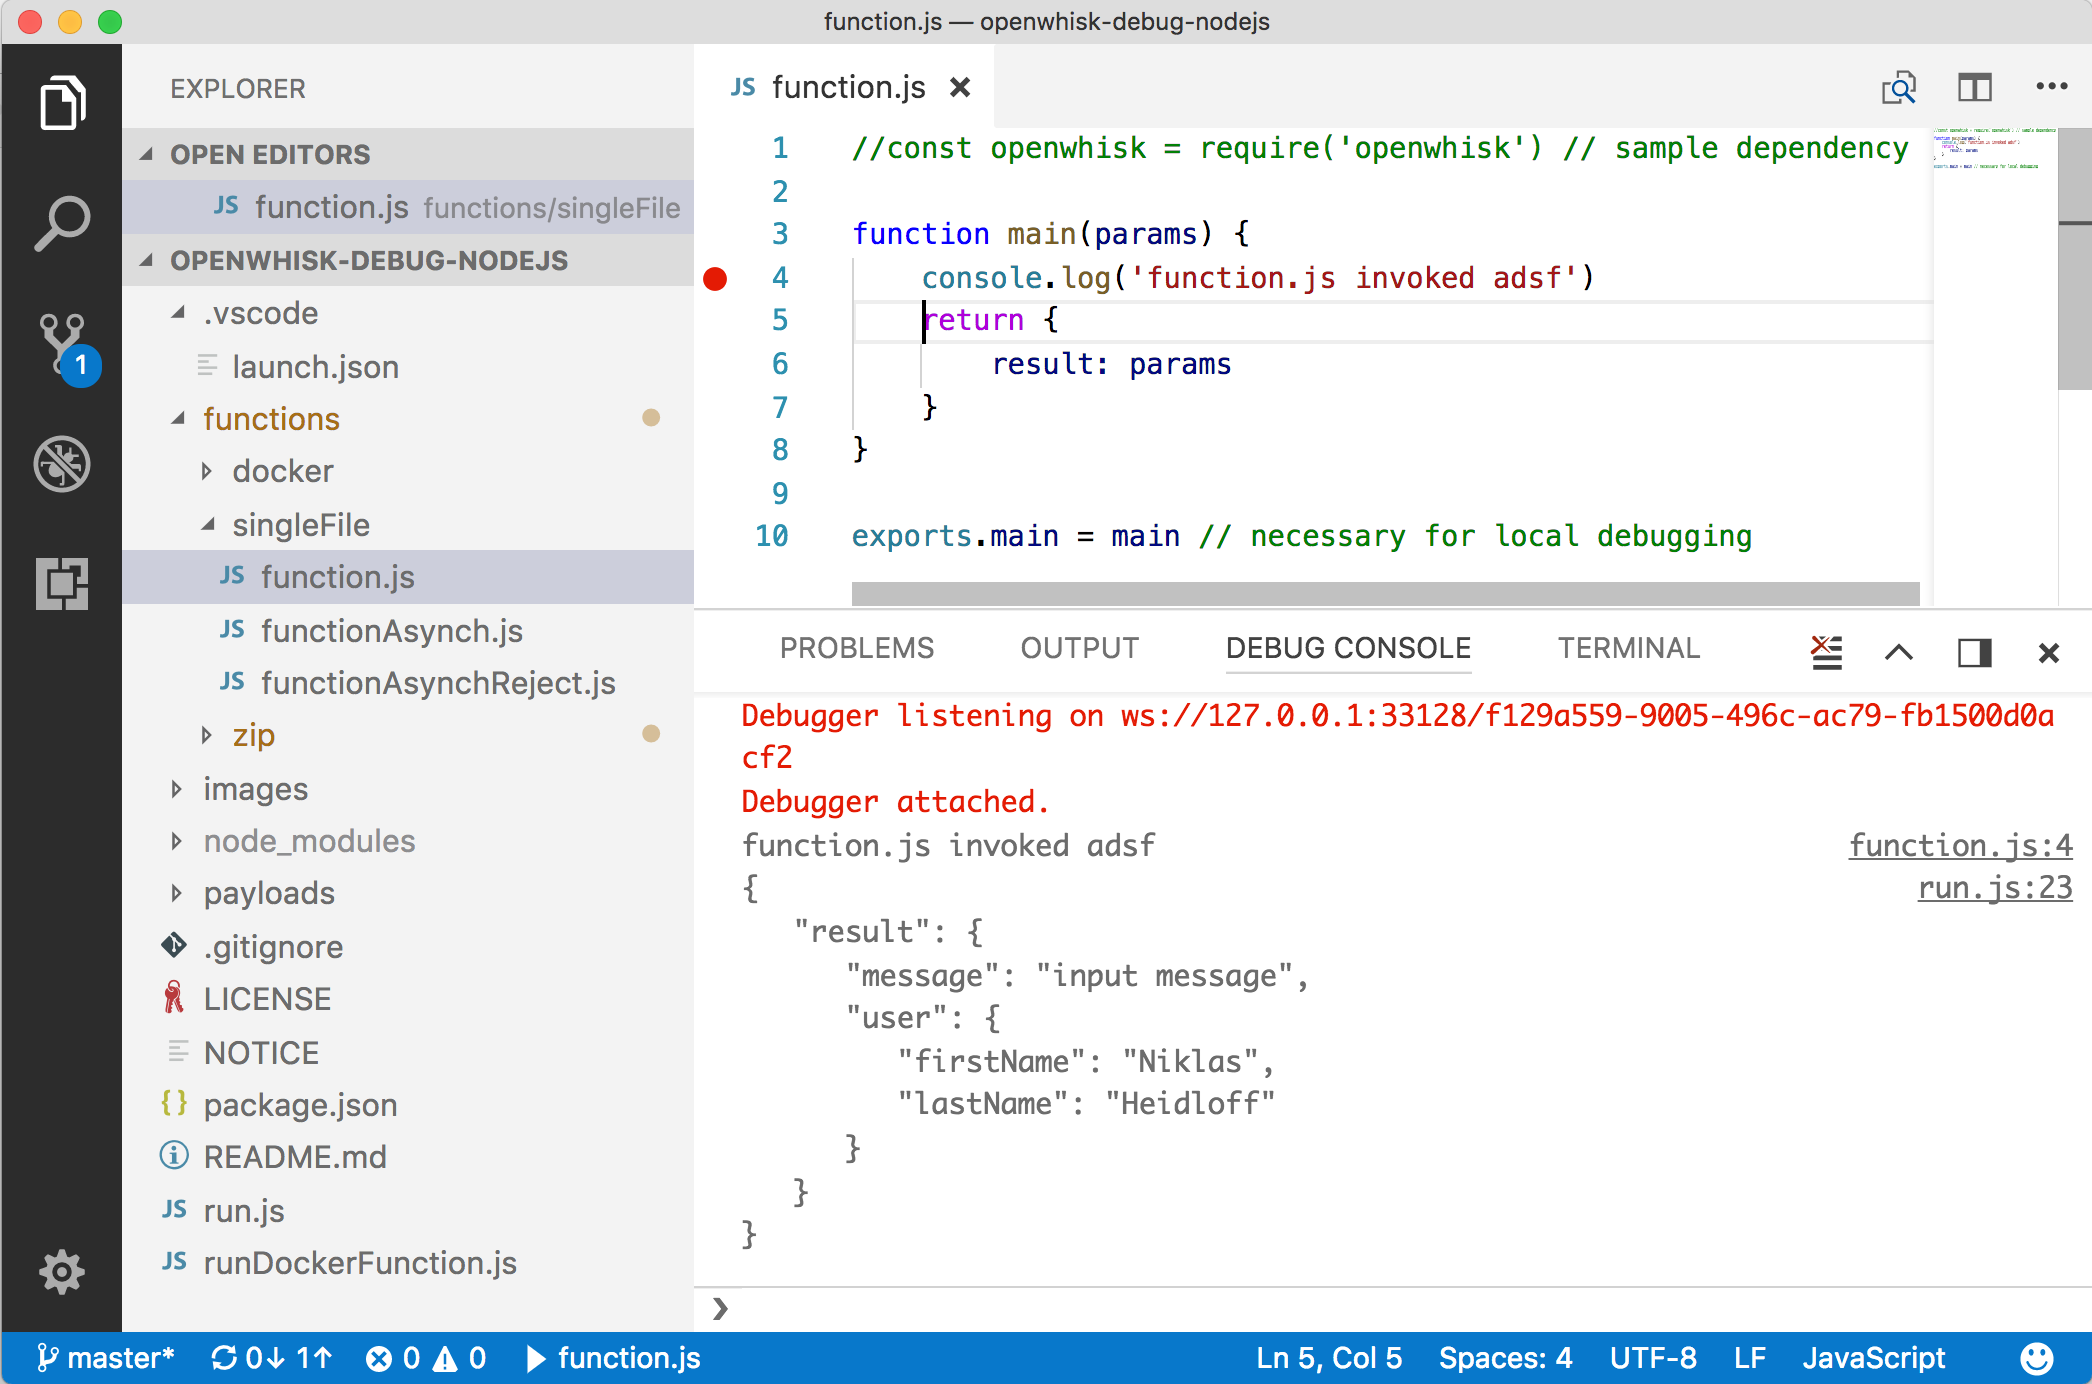 function.js — openwhisk-debug-nodejs
EXPLORER
OPEN EDITORS
JS function.js functions/singleFile
OPENWHISK-DEBUG-NODEJS
.vscode
launch.json
functions
docker
singleFile
JS function.js
JS functionAsynch.js
JS functionAsynchReject.js
zip
images
node_modules
payloads
.gitignore
LICENSE
NOTICE
{} package.json
README.md
JS run.js
JS runDockerFunction.js
1
JS function.js
1 //const openwhisk = require('openwhisk') // sample dependency
2
3 function main(params) {
4 console.log('function.js invoked adsf')
5 return {
6 result: params
7 }
8 }
9
10 exports.main = main // necessary for local debugging
PROBLEMS OUTPUT DEBUG CONSOLE TERMINAL
Debugger listening on ws://127.0.0.1:33128/f129a559-9005-496c-ac79-fb1500d0a
cf2
Debugger attached.
function.js invoked adsf function.js:4
{ run.js:23
"result": {
"message": "input message",
"user": {
"firstName": "Niklas",
"lastName": "Heidloff"
}
}
}
❯
master* 0↓ 1↑ 0 0 function.js Ln 5, Col 5 Spaces: 4 UTF-8 LF JavaScript